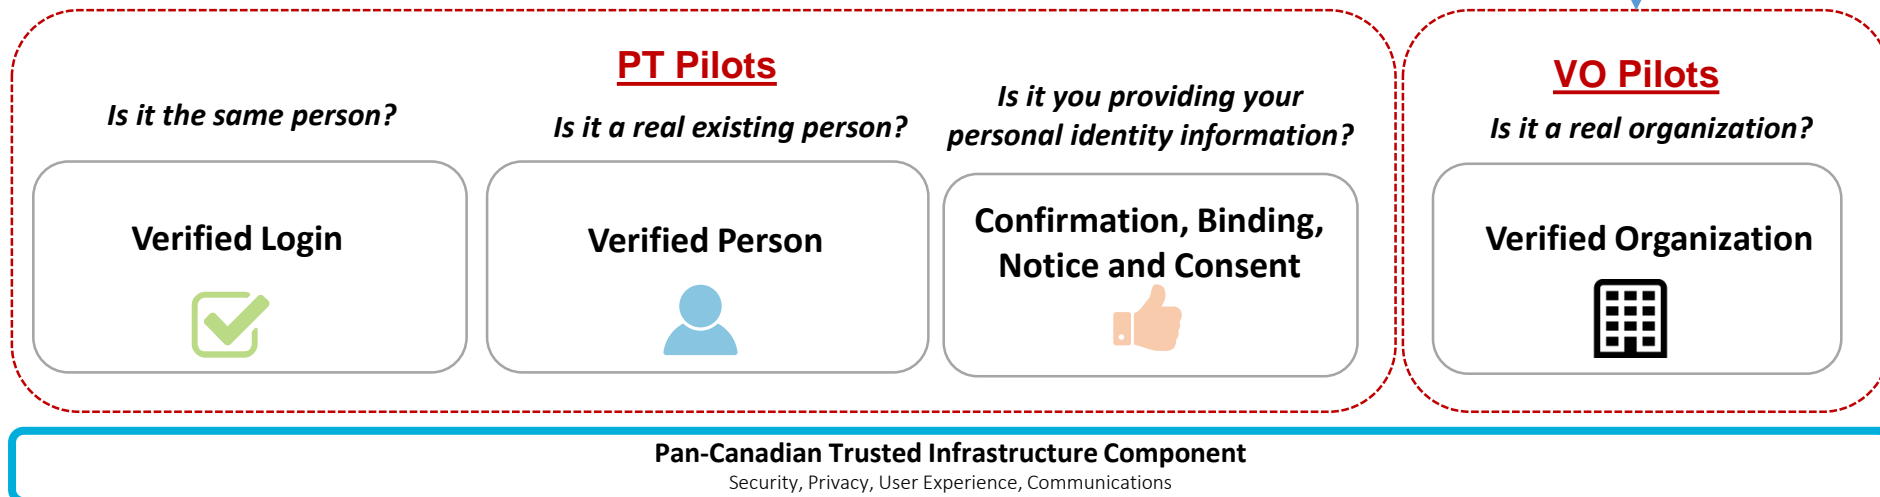 PT Pilots
Is it the same person?
Is it a real existing person?
Is it you providing your
personal identity information?
Verified Login
Verified Person
Confirmation, Binding,
Notice and Consent
VO Pilots
Is it a real organization?
Verified Organization
Pan-Canadian Trusted Infrastructure Component
Security, Privacy, User Experience, Communications